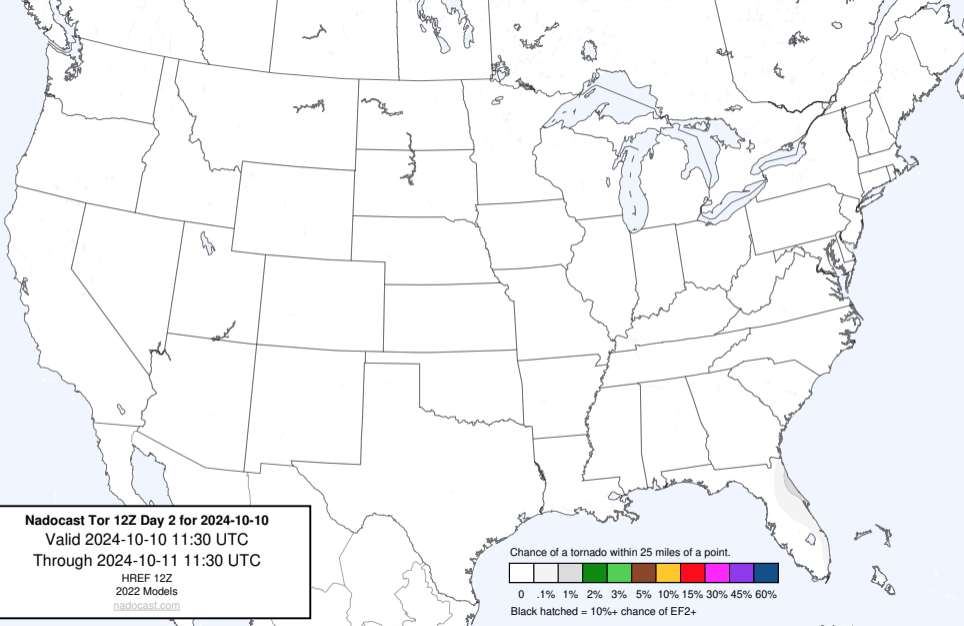 Nadocast Tor 12Z Day 2 for 2024-10-10
Valid 2024-10-10 11:30 UTC
Through 2024-10-11 11:30 UTC
HREF 12Z
2022 Models
nadocast.com
Chance of a tornado within 25 miles of a point.
0 .1% 1% 2% 3% 5% 10% 15% 30% 45% 60%
Black hatched = 10%+ chance of EF2+